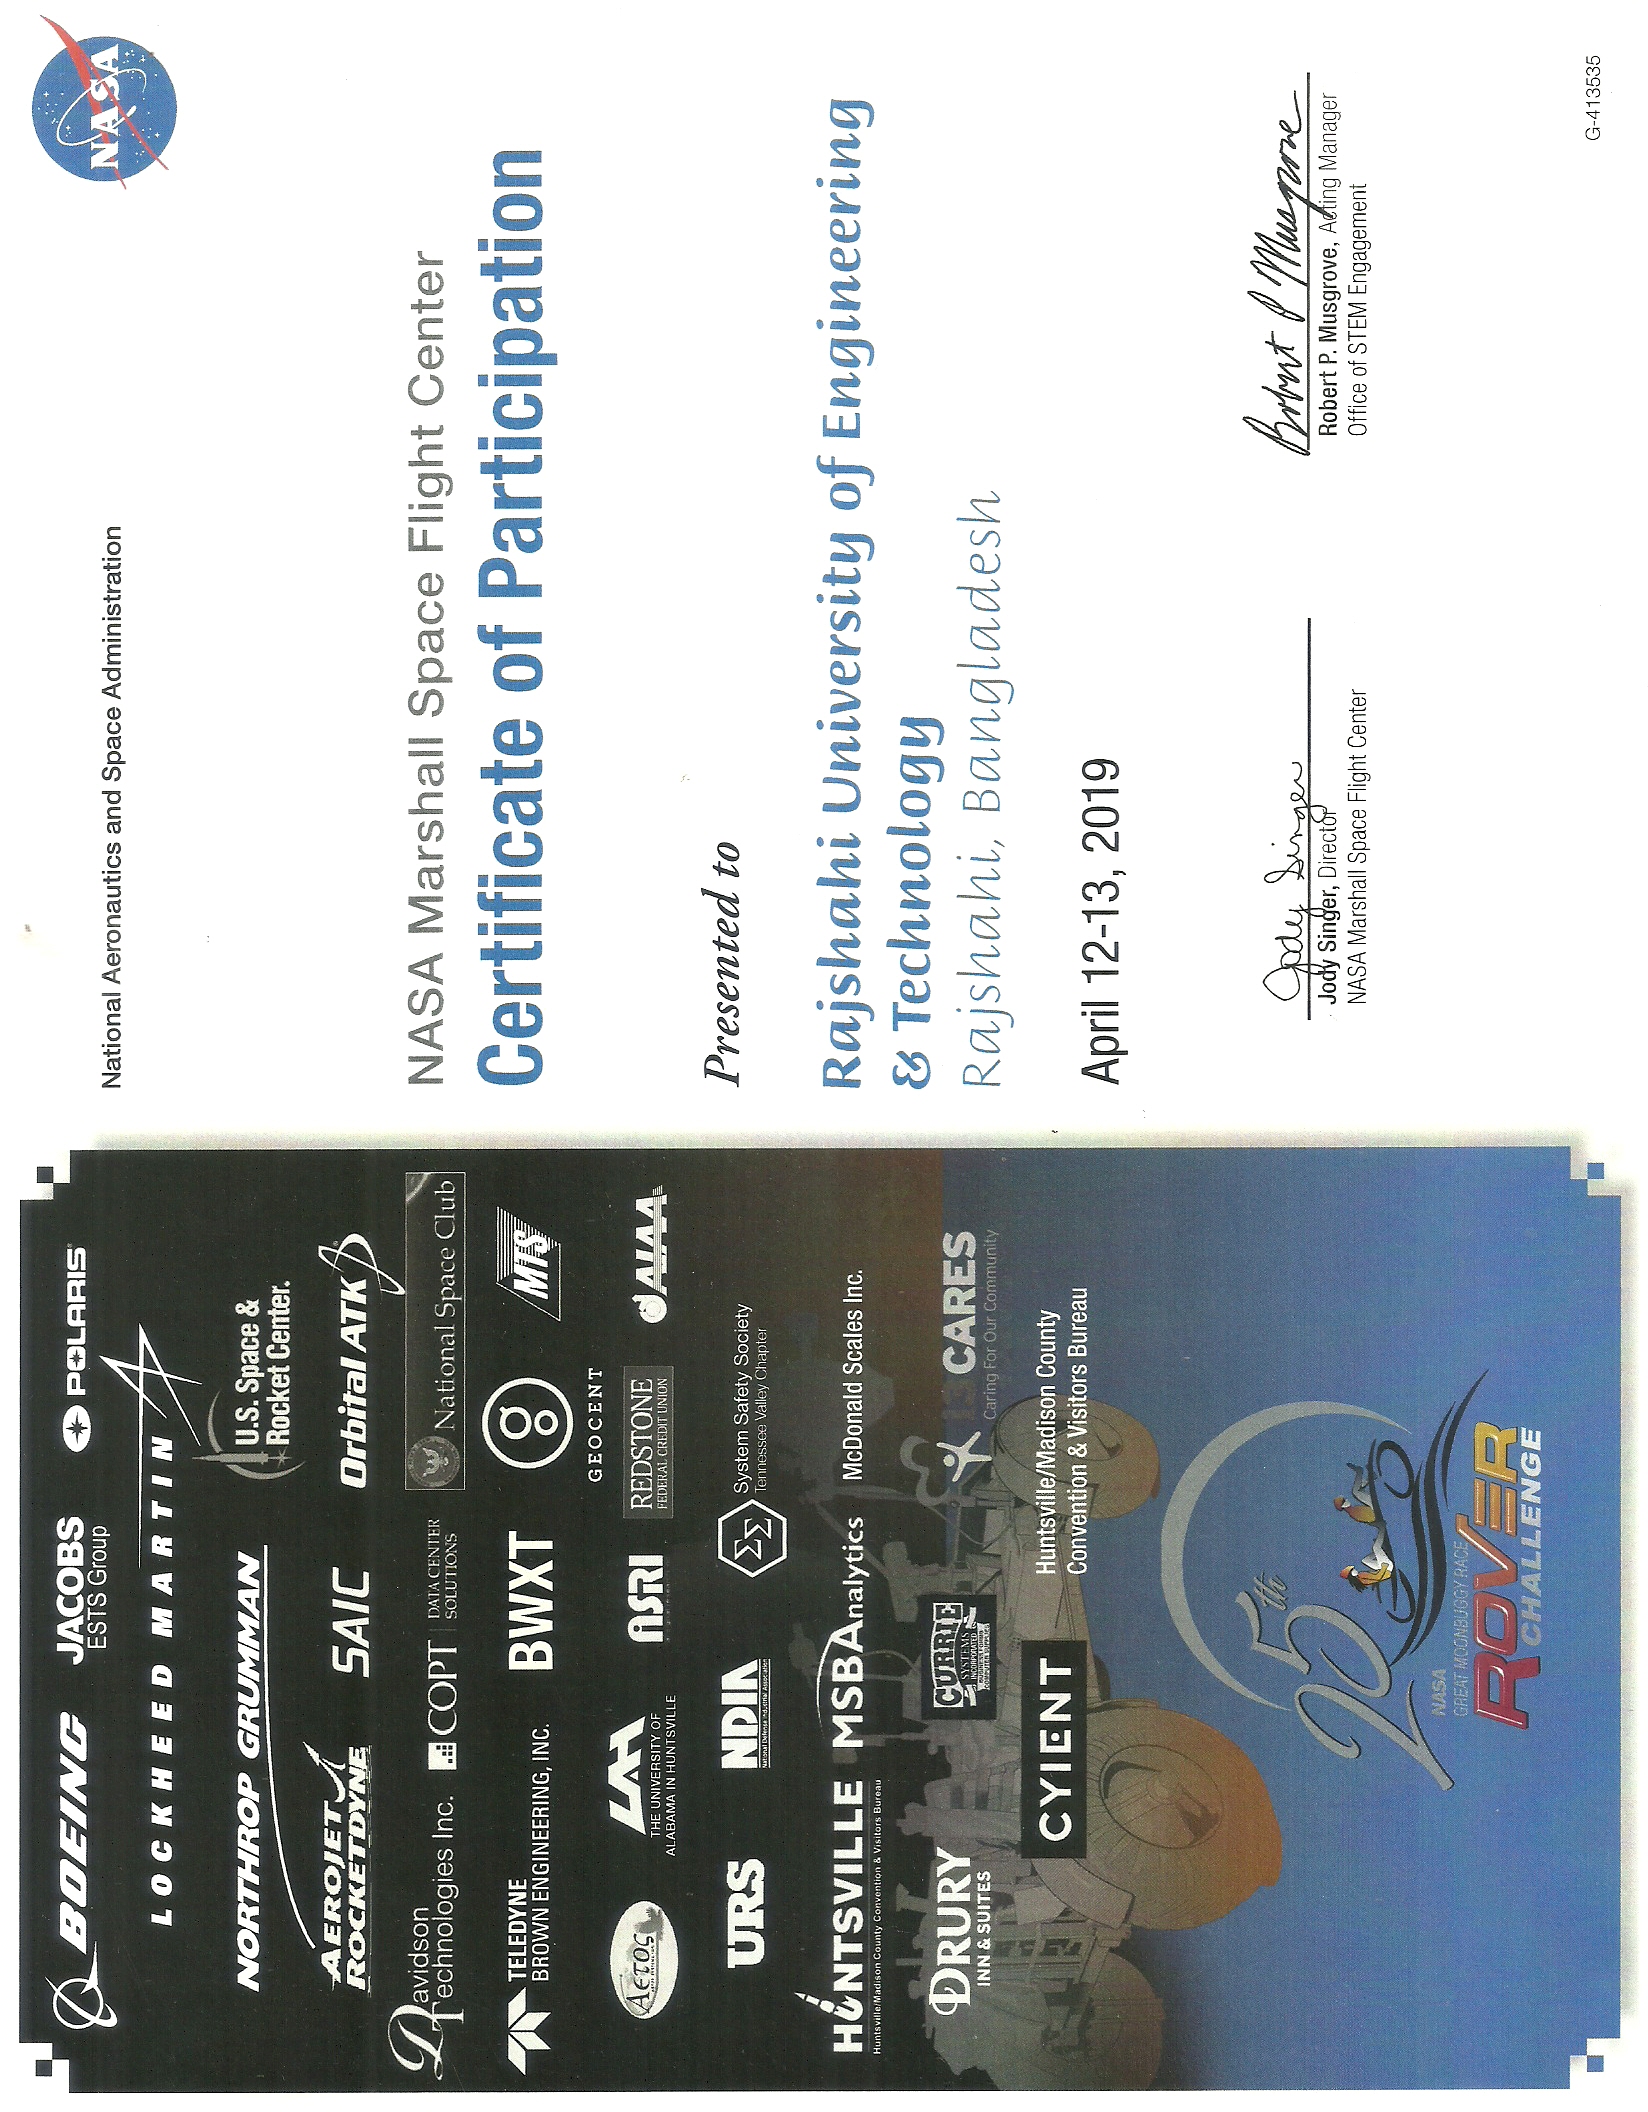 BOEING
JACOBS
ESTS Group
POLARIS
LOCKHEED MARTIN
NORTHROP GRUMMAN
U.S. Space &
Rocket Center.
AEROJET
ROCKETDYNE
SAIC
Orbital ATK
Davidson
Technologies Inc.
COPT
DATA CENTER
SOLUTIONS
National Space Club
TELEDYNE
BROWN ENGINEERING, INC.
BWXT
GEOCENT
MTS
Aετος
UAH
THE UNIVERSITY OF
ALABAMA IN HUNTSVILLE
ASRI
REDSTONE
FEDERAL CREDIT UNION
AIAA
URS
NDIA
National Defense Industrial Association
ΣΣ
System Safety Society
Tennessee Valley Chapter
HUNTSVILLE
Huntsville/Madison County Convention & Visitors Bureau
MSBAnalytics
McDonald Scales Inc.
DRURY
INN & SUITES
CURRIE
SYSTEMS
INCORPORATED
CARES
Caring For Our Community
CYIENT
Huntsville/Madison County
Convention & Visitors Bureau
25th
NASA
GREAT MOONBUGGY RACE
ROVER
CHALLENGE
National Aeronautics and Space Administration
NASA
NASA Marshall Space Flight Center
Certificate of Participation
Presented to
Rajshahi University of Engineering
& Technology
Rajshahi, Bangladesh
April 12-13, 2019
Jody Singer
Jody Singer, Director
NASA Marshall Space Flight Center
Robert P Musgrove
Robert P. Musgrove, Acting Manager
Office of STEM Engagement
G-413535